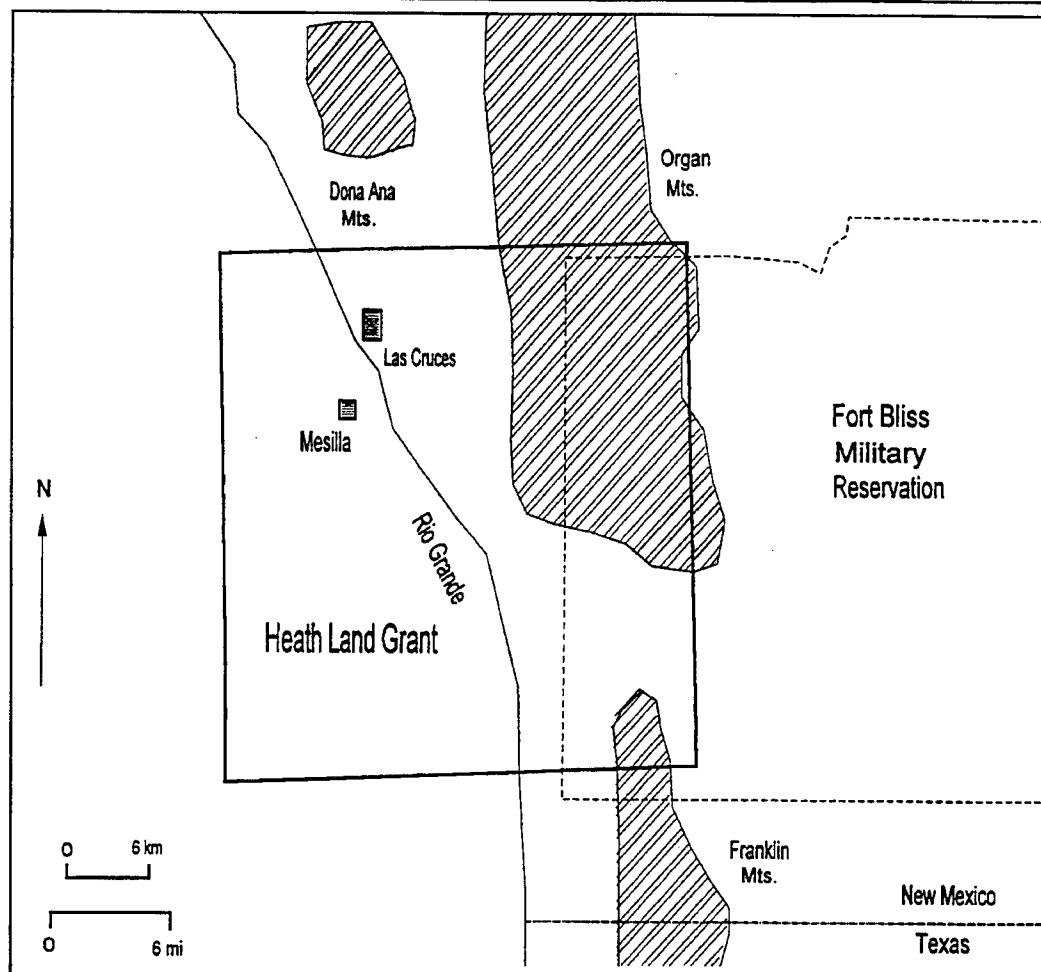 Organ
Mts.
Dona Ana
Mts.
Las Cruces
Mesilla
Fort Bliss
Military
Reservation
N
Rio Grande
Heath Land Grant
0 6 km
0 6 mi
Franklin
Mts.
New Mexico
Texas